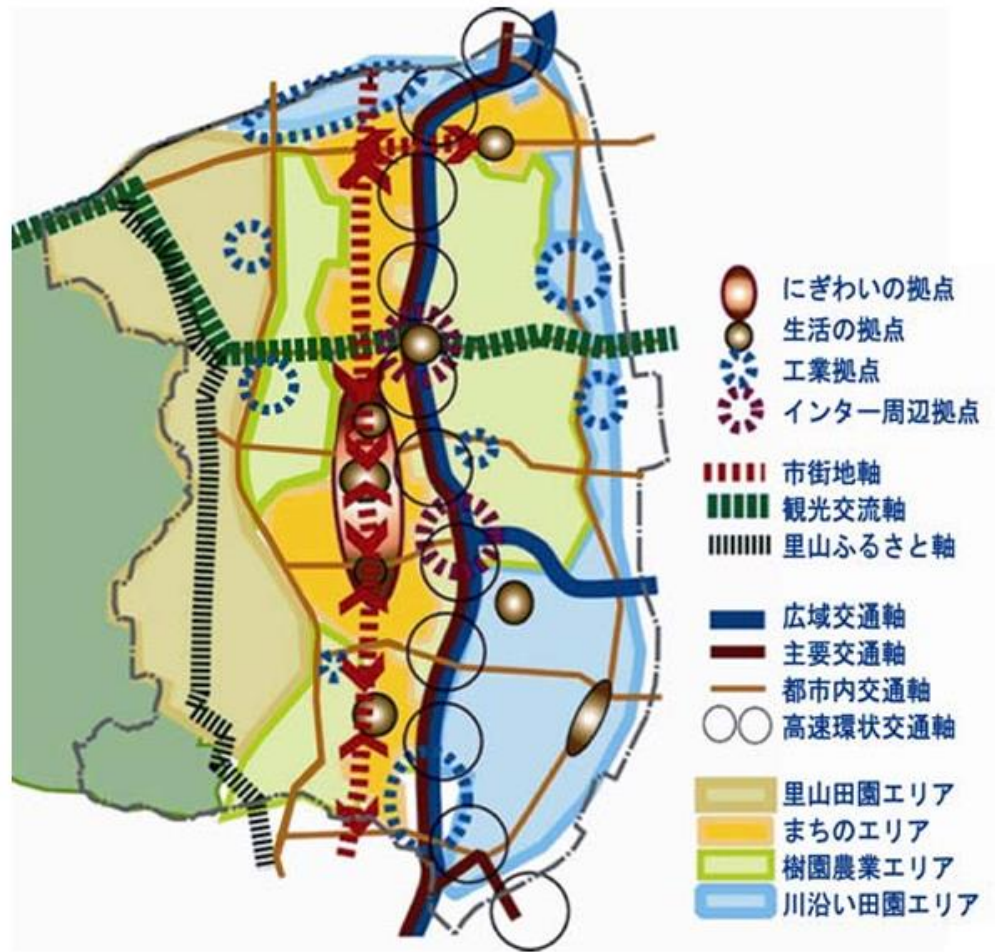 にぎわいの拠点
生活の拠点
工業拠点
インター周辺拠点
市街地軸
観光交流軸
里山ふるさと軸
広域交通軸
主要交通軸
都市内交通軸
高速環状交通軸
里山田園エリア
まちのエリア
樹園農業エリア
川沿い田園エリア